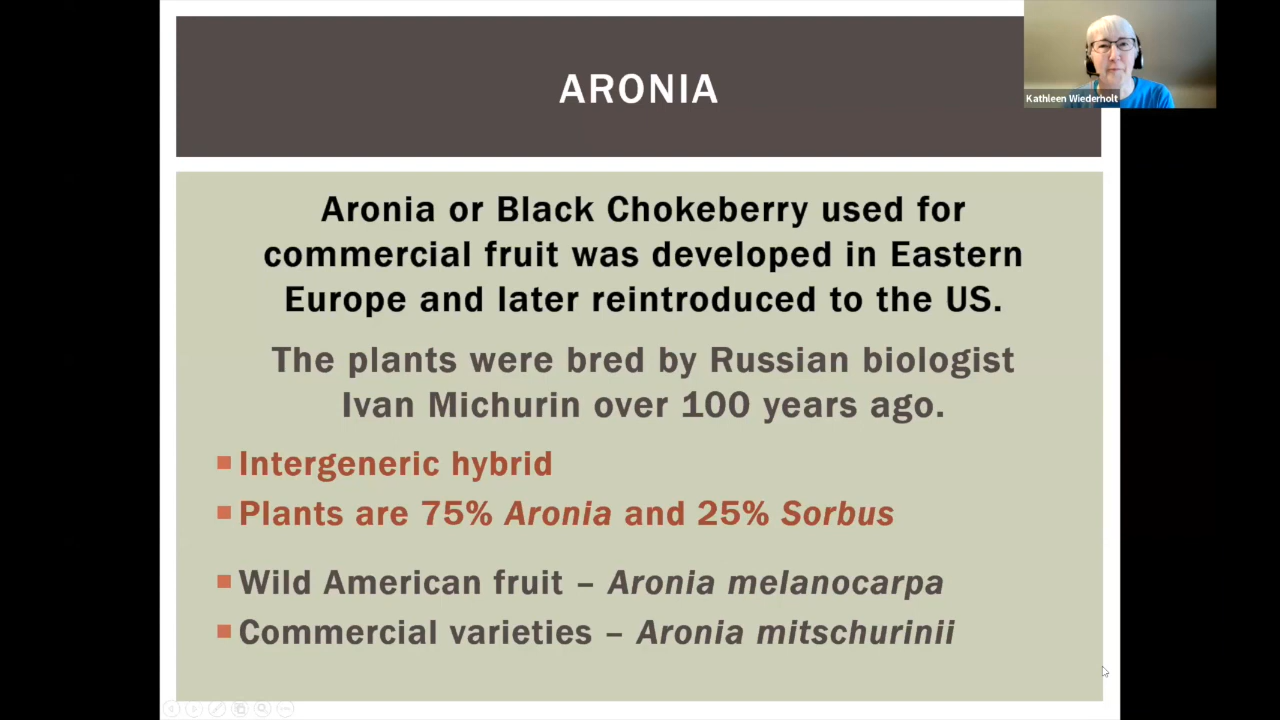 ARONIA
Kathleen Wiederholt
Aronia or Black Chokeberry used for
commercial fruit was developed in Eastern
Europe and later reintroduced to the US.
The plants were bred by Russian biologist
Ivan Michurin over 100 years ago.
Intergeneric hybrid
Plants are 75% Aronia and 25% Sorbus
Wild American fruit – Aronia melanocarpa
Commercial varieties – Aronia mitschurinii